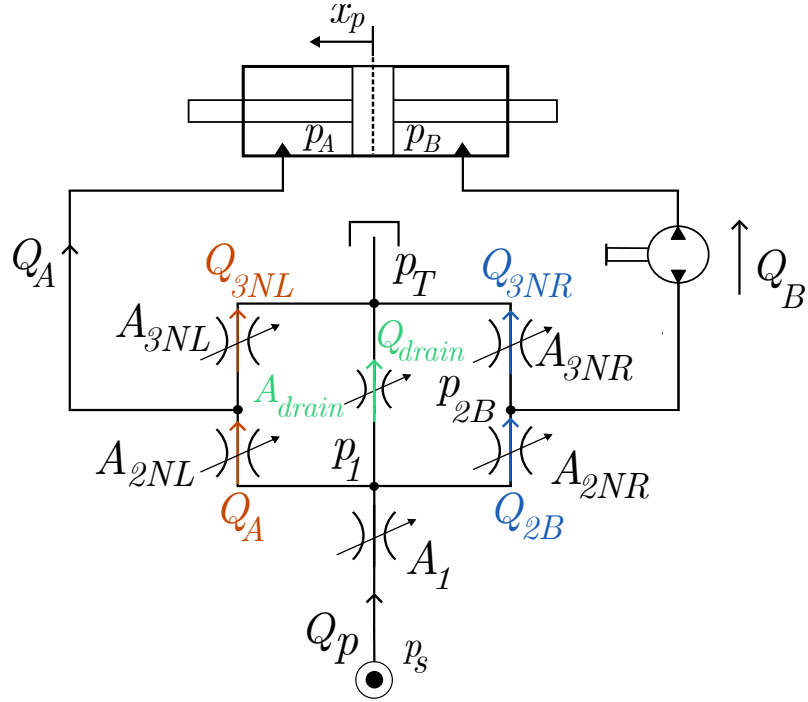 x_p
p_A
p_B
Q_A
Q_3NL
p_T
Q_3NR
Q_B
A_3NL
Q_drain
A_3NR
A_drain
p_2B
A_2NL
p_1
A_2NR
Q_A
Q_2B
A_1
Q_p
p_s